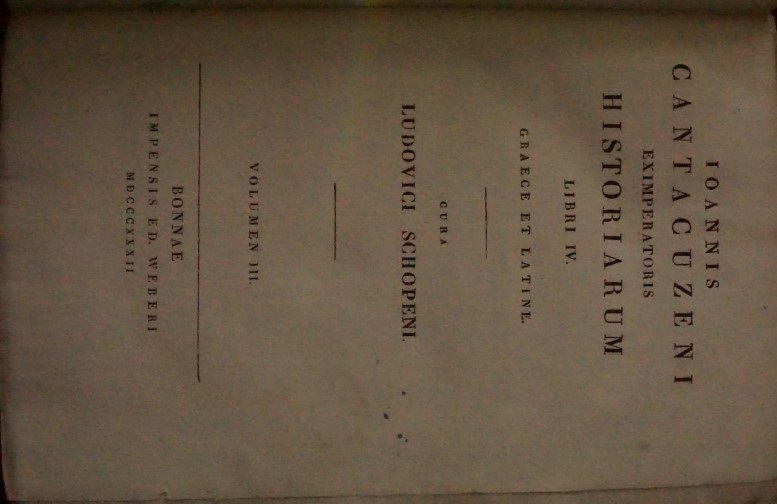 IOANNIS
CANTACUZENI
EXIMPERATORIS
HISTORIARUM
LIBRI IV.
GRAECE ET LATINE.
CURA
LUDOVICI SCHOPENI.
VOLUMEN III.
BONNAE
IMPENSIS ED. WEBERI
MDCCCXXXII